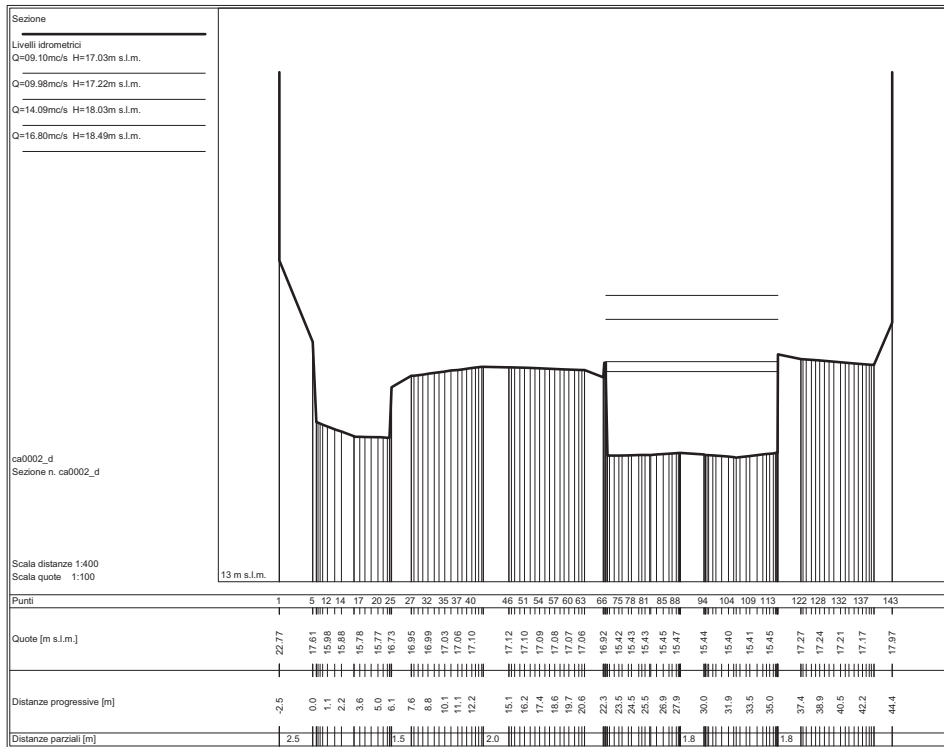 Sezione
Livelli idrometrici
Q=09.10mc/s H=17.03m s.l.m.
Q=09.98mc/s H=17.22m s.l.m.
Q=14.09mc/s H=18.03m s.l.m.
Q=16.80mc/s H=18.49m s.l.m.
ca0002_d
Sezione n. ca0002_d
Scala distanze 1:400
Scala quote 1:100
13 m s.l.m.
Punti 1 5 12 14 17 20 25 27 32 35 37 40 46 51 54 57 60 63 66 75 78 81 85 88 94 104 109 113 122 128 132 137 143
Quote [m s.l.m.] 22.77 17.61 15.98 15.88 15.78 15.77 16.73 16.95 16.99 17.03 17.06 17.10 17.12 17.10 17.09 17.08 17.07 17.06 16.92 15.42 15.43 15.43 15.45 15.47 15.44 15.40 15.41 15.45 17.27 17.24 17.21 17.17 17.97
Distanze progressive [m] -2.5 0.0 1.1 2.2 3.6 5.0 6.1 7.6 8.8 10.1 11.1 12.2 15.1 16.2 17.4 18.6 19.7 20.6 22.3 23.5 24.5 25.5 26.9 27.9 30.0 31.9 33.5 35.0 37.4 38.9 40.5 42.2 44.4
Distanze parziali [m] 2.5 1.5 2.0 1.8 1.8